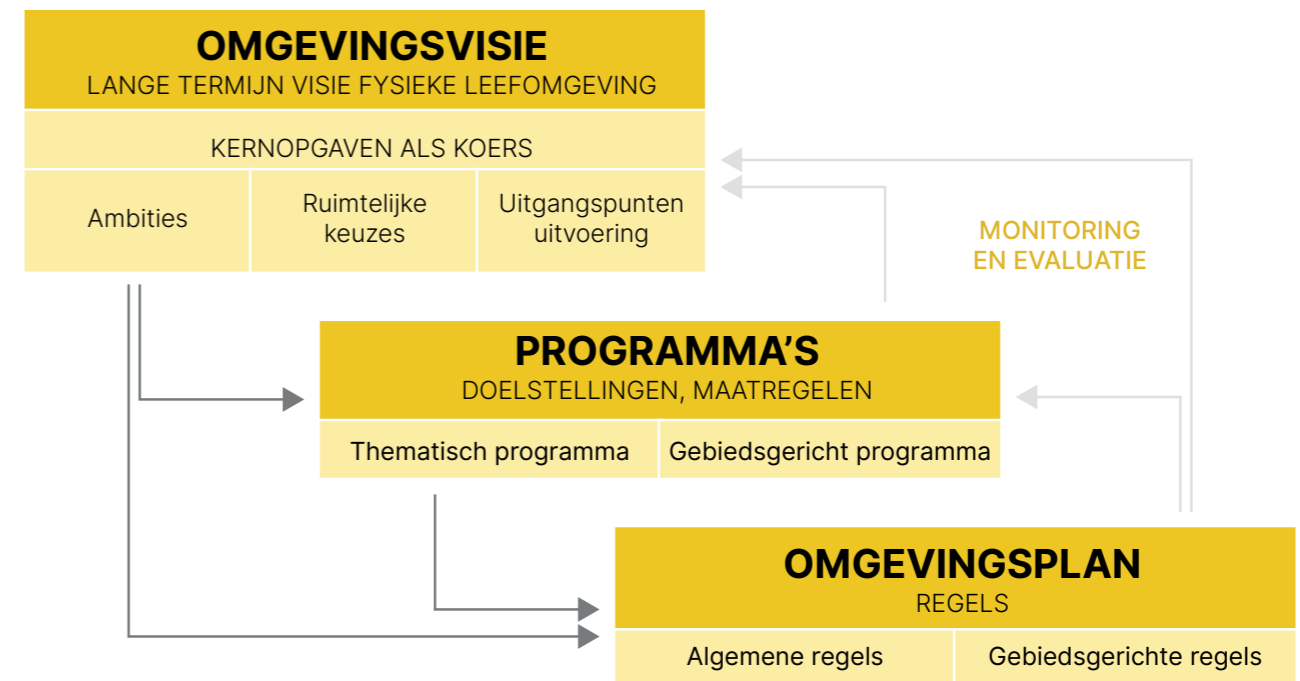 OMGEVINGSVISIE
LANGE TERMIJN VISIE FYSIEKE LEEFOMGEVING
KERNOPGAVEN ALS KOERS
Ambities
Ruimtelijke
keuzes
Uitgangspunten
uitvoering
MONITORING
EN EVALUATIE
PROGRAMMA’S
DOELSTELLINGEN, MAATREGELEN
Thematisch programma
Gebiedsgericht programma
OMGEVINGSPLAN
REGELS
Algemene regels
Gebiedsgerichte regels